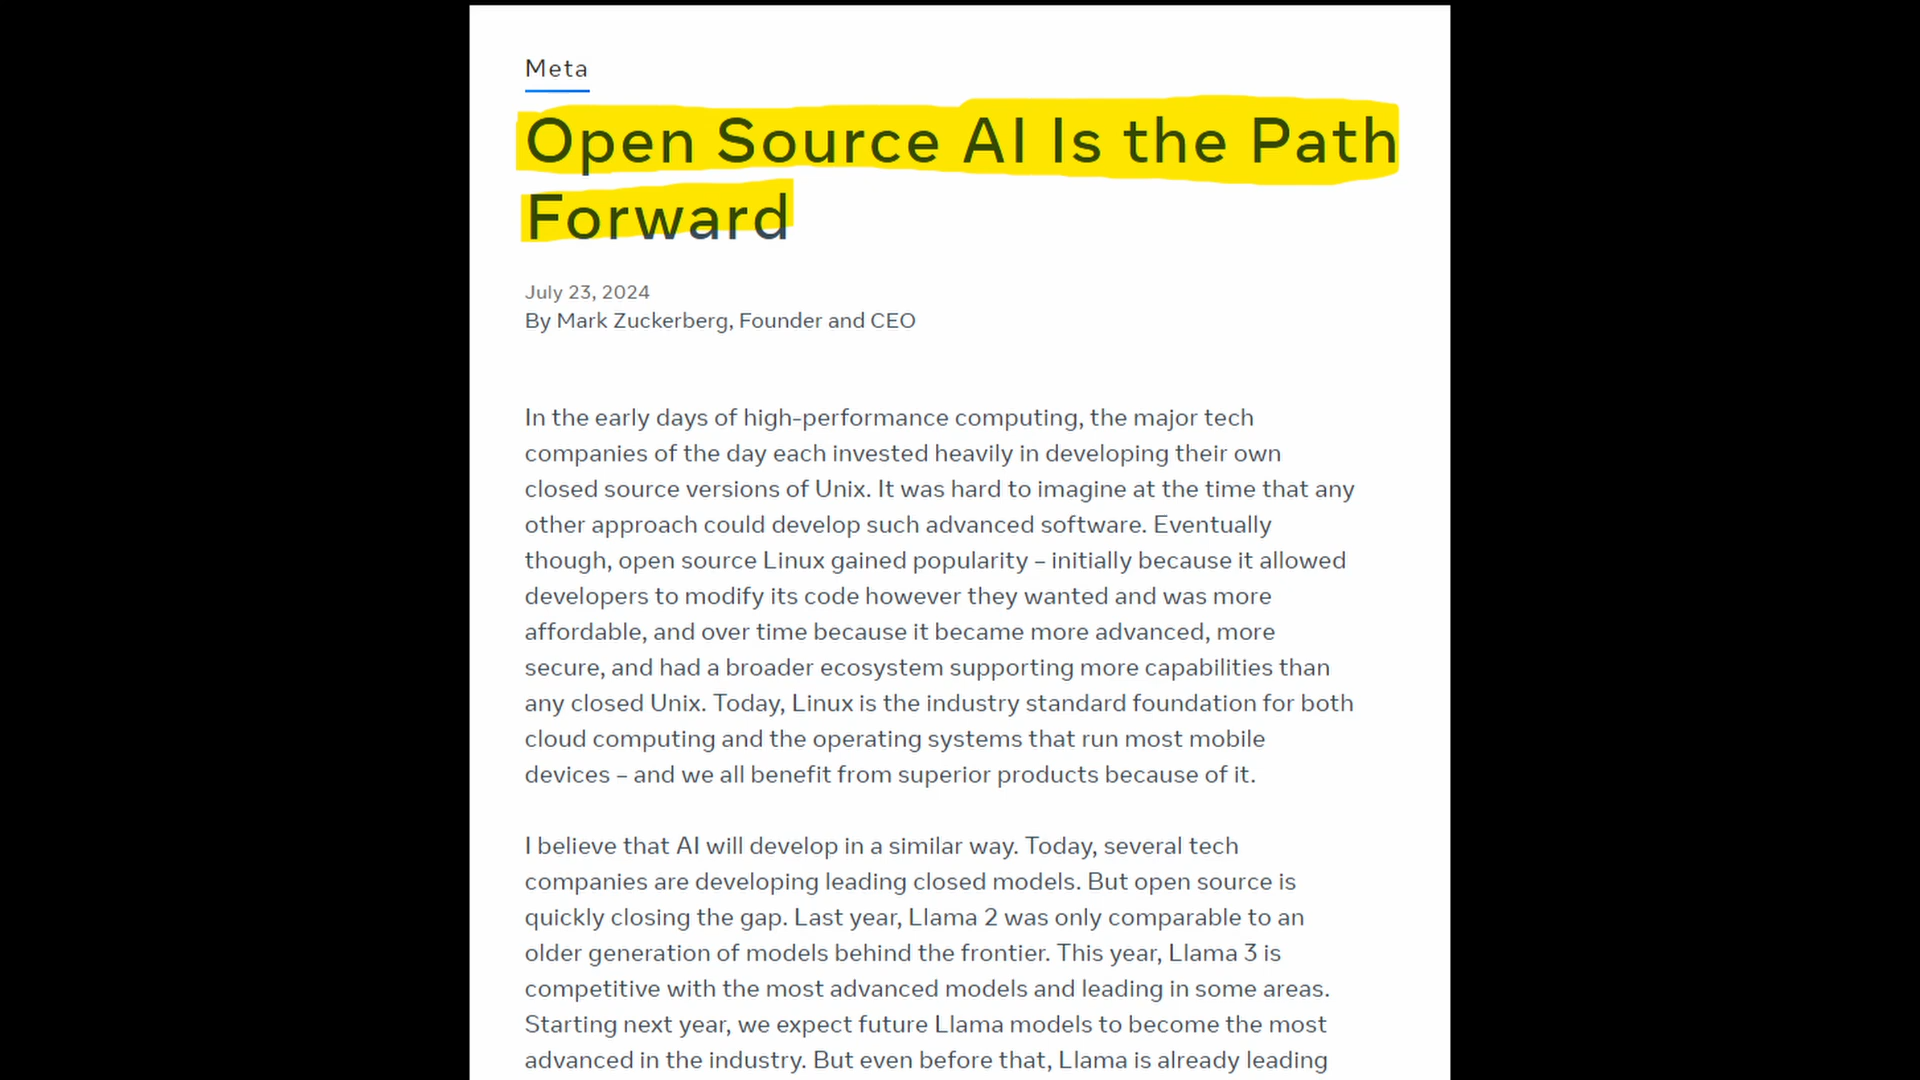 Meta
Open Source AI Is the Path
Forward
July 23, 2024
By Mark Zuckerberg, Founder and CEO
In the early days of high-performance computing, the major tech
companies of the day each invested heavily in developing their own
closed source versions of Unix. It was hard to imagine at the time that any
other approach could develop such advanced software. Eventually
though, open source Linux gained popularity – initially because it allowed
developers to modify its code however they wanted and was more
affordable, and over time because it became more advanced, more
secure, and had a broader ecosystem supporting more capabilities than
any closed Unix. Today, Linux is the industry standard foundation for both
cloud computing and the operating systems that run most mobile
devices – and we all benefit from superior products because of it.
I believe that AI will develop in a similar way. Today, several tech
companies are developing leading closed models. But open source is
quickly closing the gap. Last year, Llama 2 was only comparable to an
older generation of models behind the frontier. This year, Llama 3 is
competitive with the most advanced models and leading in some areas.
Starting next year, we expect future Llama models to become the most
advanced in the industry. But even before that, Llama is already leading